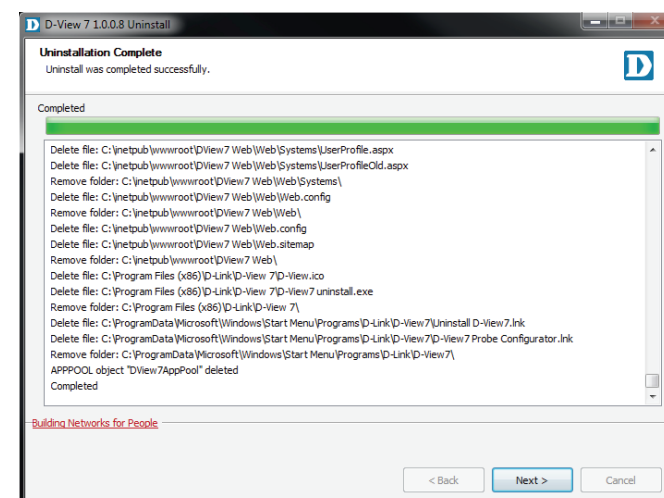 D-View 7 1.0.0.8 Uninstall
Uninstallation Complete
Uninstall was completed successfully.
D
Completed
Delete file: C:\inetpub\wwwroot\DView7 Web\Web\Systems\UserProfile.aspx
Delete file: C:\inetpub\wwwroot\DView7 Web\Web\Systems\UserProfileOld.aspx
Remove folder: C:\inetpub\wwwroot\DView7 Web\Web\Systems\
Delete file: C:\inetpub\wwwroot\DView7 Web\Web\Web.config
Remove folder: C:\inetpub\wwwroot\DView7 Web\Web\
Delete file: C:\inetpub\wwwroot\DView7 Web\Web.config
Delete file: C:\inetpub\wwwroot\DView7 Web\Web.sitemap
Remove folder: C:\inetpub\wwwroot\DView7 Web\
Delete file: C:\Program Files (x86)\D-Link\D-View 7\D-View.ico
Delete file: C:\Program Files (x86)\D-Link\D-View 7\D-View7 uninstall.exe
Remove folder: C:\Program Files (x86)\D-Link\D-View 7\
Delete file: C:\ProgramData\Microsoft\Windows\Start Menu\Programs\D-Link\D-View7\Uninstall D-View7.lnk
Delete file: C:\ProgramData\Microsoft\Windows\Start Menu\Programs\D-Link\D-View7\D-View7 Probe Configurator.lnk
Remove folder: C:\ProgramData\Microsoft\Windows\Start Menu\Programs\D-Link\D-View7\
APPPOOL object "DView7AppPool" deleted
Completed
Building Networks for People
< Back
Next >
Cancel